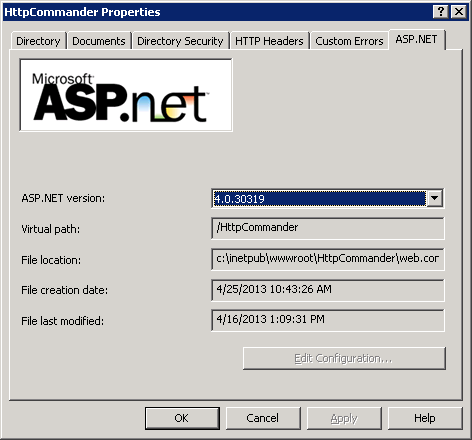 HttpCommander Properties
Directory Documents Directory Security HTTP Headers Custom Errors ASP.NET
Microsoft
ASP.net
ASP.NET version: 4.0.30319
Virtual path: /HttpCommander
File location: c:\inetpub\wwwroot\HttpCommander\web.con
File creation date: 4/25/2013 10:43:26 AM
File last modified: 4/16/2013 1:09:31 PM
Edit Configuration...
OK Cancel Apply Help